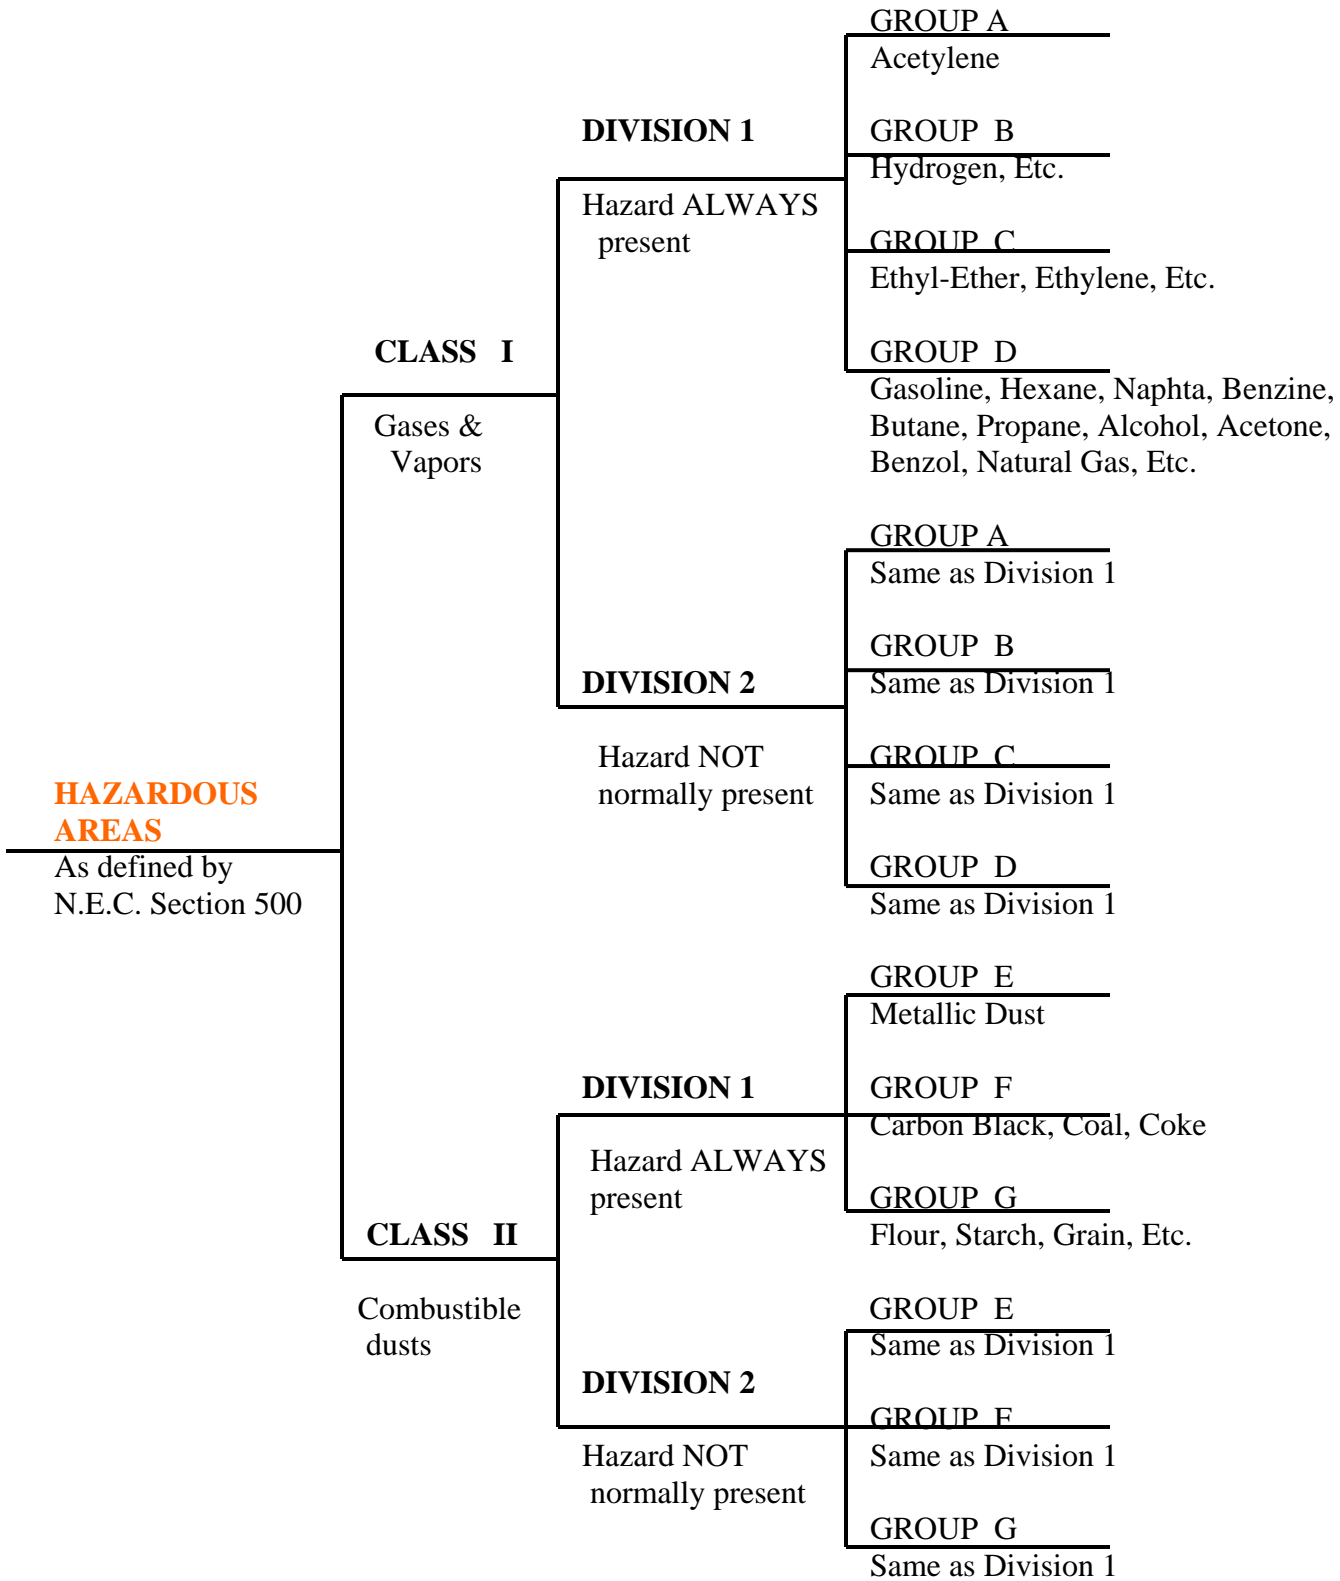 HAZARDOUS
AREAS
As defined by
N.E.C. Section 500
CLASS I
Gases &
Vapors
DIVISION 1
Hazard ALWAYS
present
GROUP A
Acetylene
GROUP B
Hydrogen, Etc.
GROUP C
Ethyl-Ether, Ethylene, Etc.
GROUP D
Gasoline, Hexane, Naphta, Benzine,
Butane, Propane, Alcohol, Acetone,
Benzol, Natural Gas, Etc.
DIVISION 2
Hazard NOT
normally present
GROUP A
Same as Division 1
GROUP B
Same as Division 1
GROUP C
Same as Division 1
GROUP D
Same as Division 1
CLASS II
Combustible
dusts
DIVISION 1
Hazard ALWAYS
present
GROUP E
Metallic Dust
GROUP F
Carbon Black, Coal, Coke
GROUP G
Flour, Starch, Grain, Etc.
DIVISION 2
Hazard NOT
normally present
GROUP E
Same as Division 1
GROUP F
Same as Division 1
GROUP G
Same as Division 1